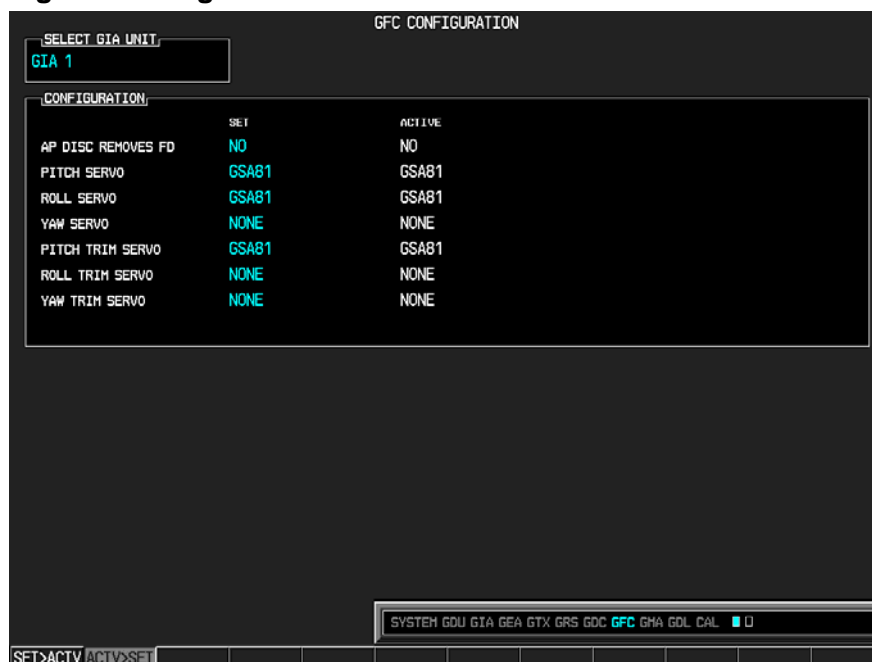 GFC CONFIGURATION
SELECT GIA UNIT
GIA 1
CONFIGURATION
SET ACTIVE
AP DISC REMOVES FD NO NO
PITCH SERVO GSA81 GSA81
ROLL SERVO GSA81 GSA81
YAW SERVO NONE NONE
PITCH TRIM SERVO GSA81 GSA81
ROLL TRIM SERVO NONE NONE
YAW TRIM SERVO NONE NONE
SYSTEM GDU GIA GEA GTX GRS GDC GFC GMA GDL CAL
SET>ACTV ACTV>SET